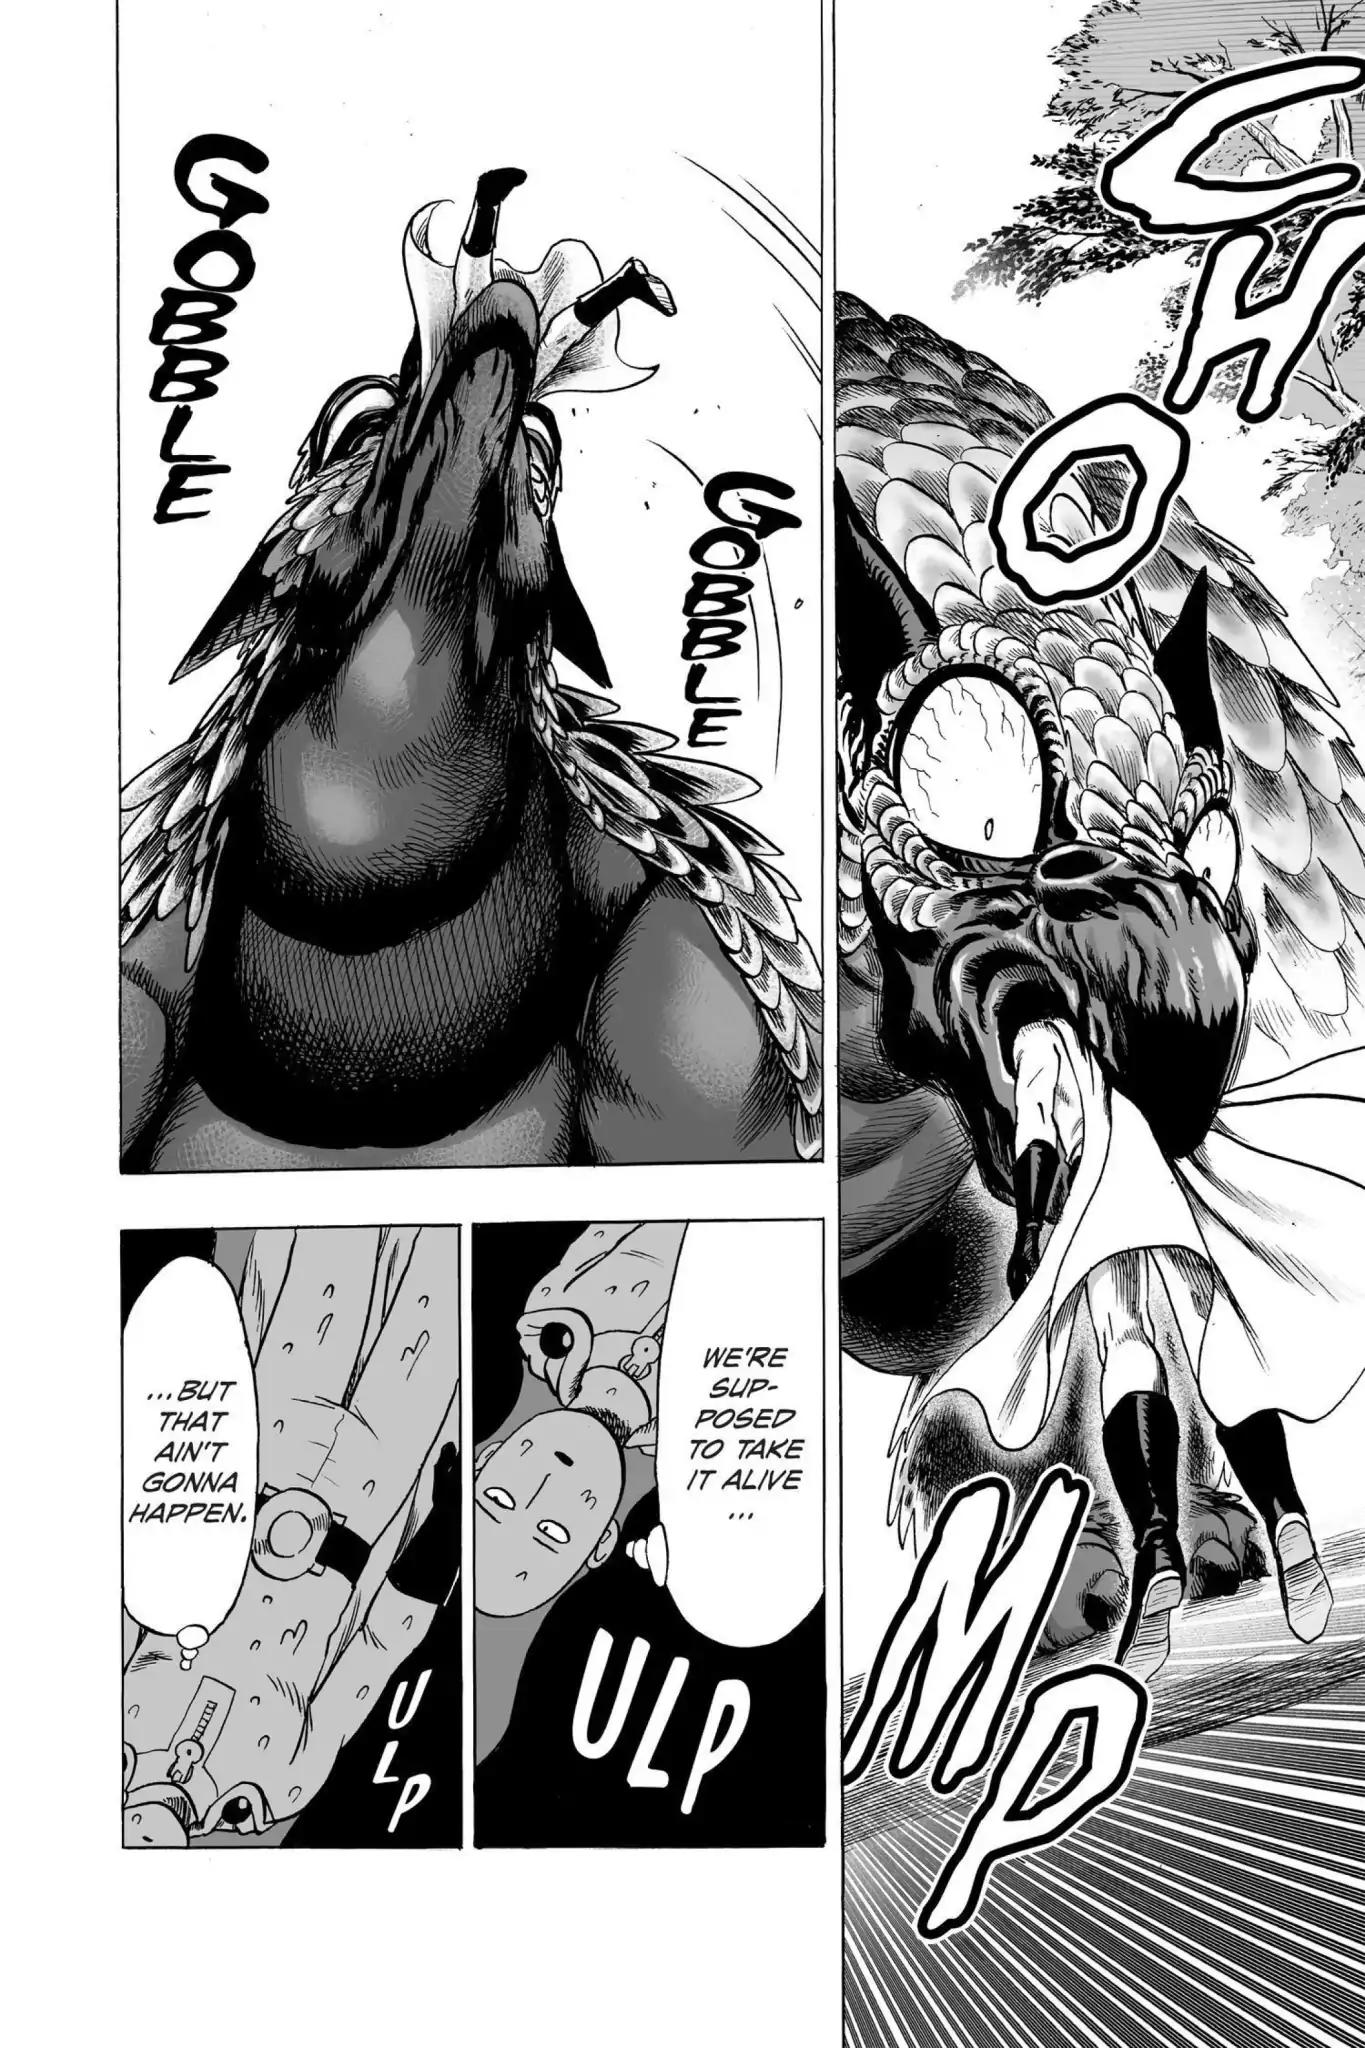 CHOMP
GOBBLE
GOBBLE
WE'RE
SUP-
POSED
TO TAKE
IT ALIVE
...
ULP
...BUT
THAT
AIN'T
GONNA
HAPPEN.
ULP